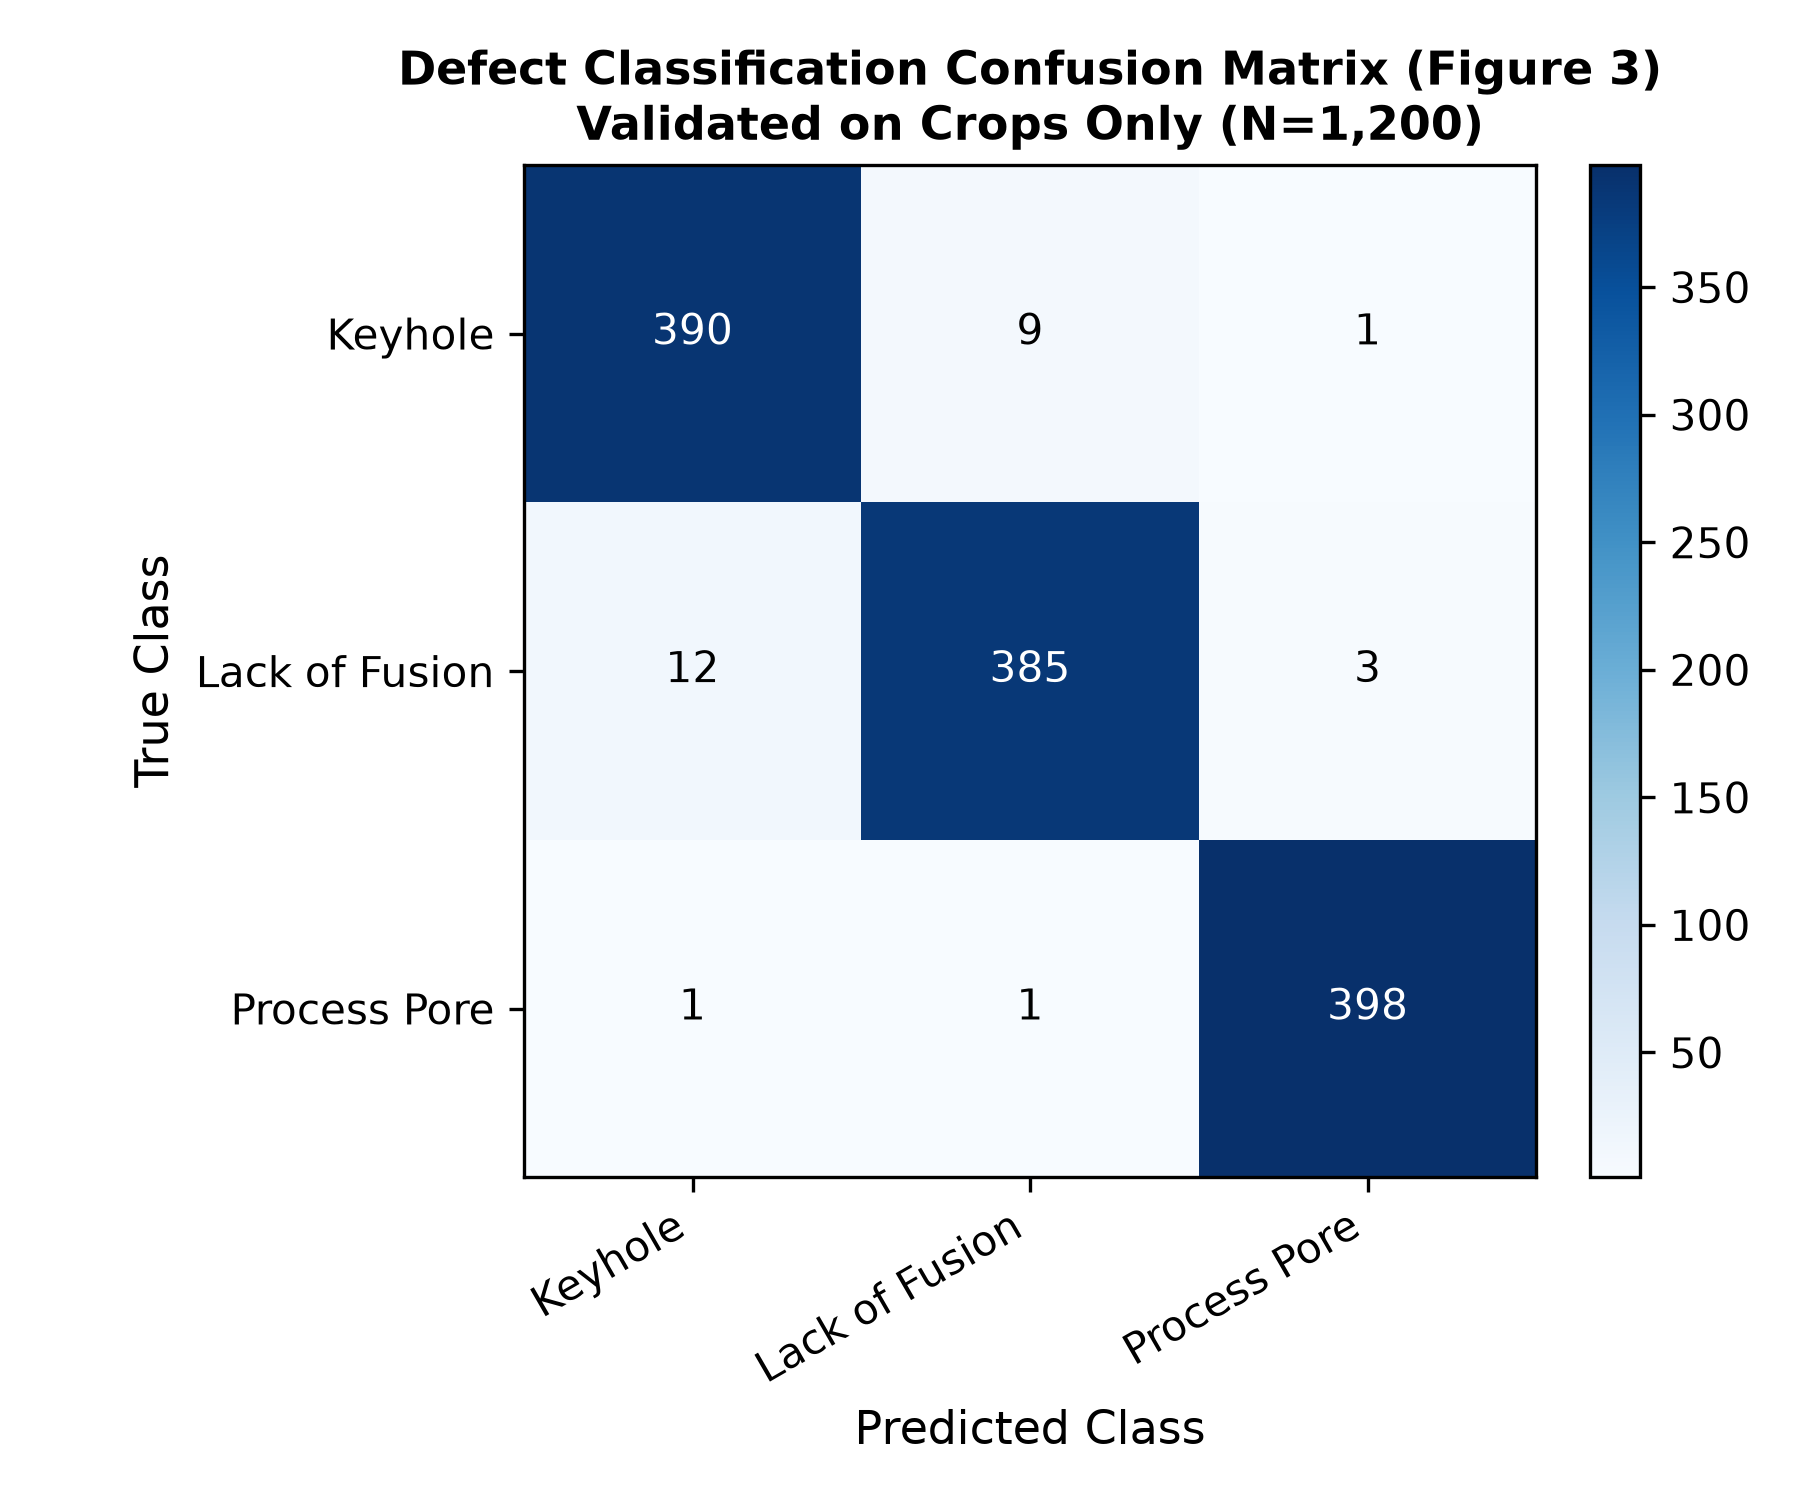 Defect Classification Confusion Matrix (Figure 3)
Validated on Crops Only (N=1,200)
True Class
Keyhole
390
9
1
Lack of Fusion
12
385
3
Process Pore
1
1
398
Keyhole
Lack of Fusion
Process Pore
Predicted Class
350
300
250
200
150
100
50